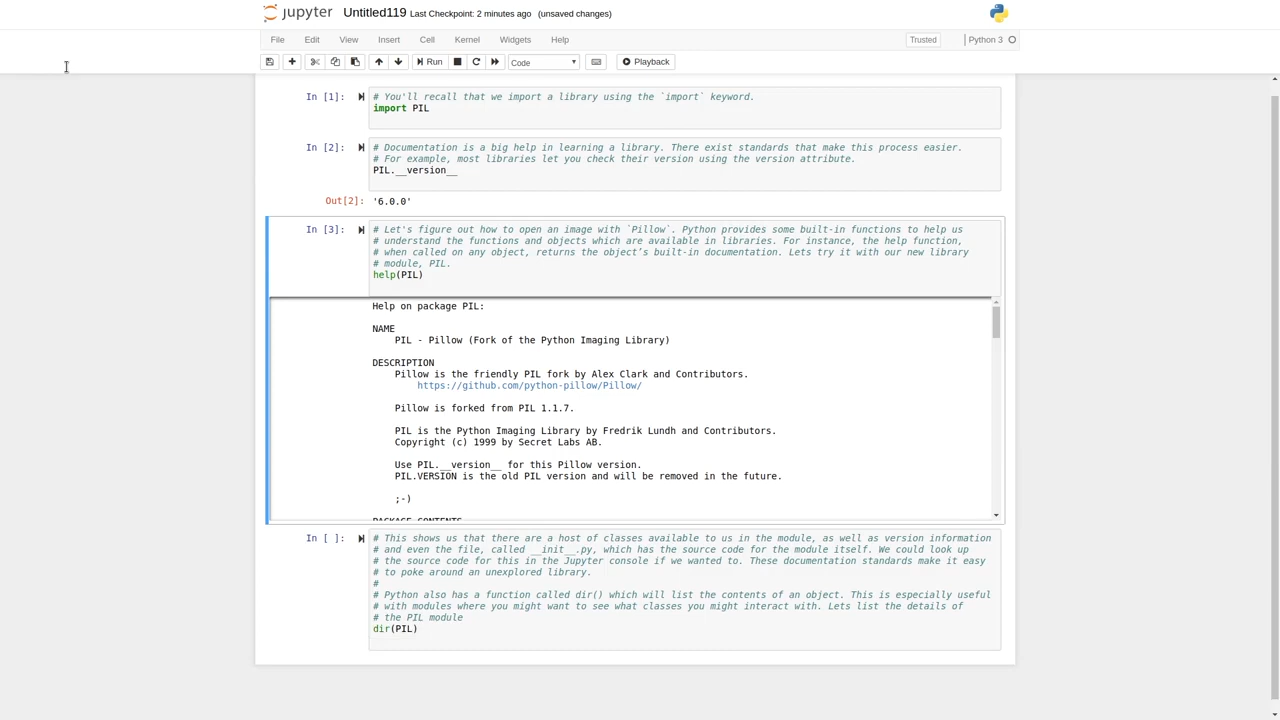 jupyter Untitled119 Last Checkpoint: 2 minutes ago (unsaved changes)
File Edit View Insert Cell Kernel Widgets Help Trusted Python 3
Run Code Playback
In [1]: # You'll recall that we import a library using the `import` keyword.
import PIL
In [2]: # Documentation is a big help in learning a library. There exist standards that make this process easier.
# For example, most libraries let you check their version using the version attribute.
PIL.__version__
Out[2]: '6.0.0'
In [3]: # Let's figure out how to open an image with `Pillow`. Python provides some built-in functions to help us
# understand the functions and objects which are available in libraries. For instance, the help function,
# when called on any object, returns the object's built-in documentation. Lets try it with our new library
# module, PIL.
help(PIL)
Help on package PIL:
NAME
PIL - Pillow (Fork of the Python Imaging Library)
DESCRIPTION
Pillow is the friendly PIL fork by Alex Clark and Contributors.
https://github.com/python-pillow/Pillow/
Pillow is forked from PIL 1.1.7.
PIL is the Python Imaging Library by Fredrik Lundh and Contributors.
Copyright (c) 1999 by Secret Labs AB.
Use PIL.__version__ for this Pillow version.
PIL.VERSION is the old PIL version and will be removed in the future.
;-)
PACKAGE CONTENTS
In [ ]: # This shows us that there are a host of classes available to us in the module, as well as version information
# and even the file, called __init__.py, which has the source code for the module itself. We could look up
# the source code for this in the Jupyter console if we wanted to. These documentation standards make it easy
# to poke around an unexplored library.
#
# Python also has a function called dir() which will list the contents of an object. This is especially useful
# with modules where you might want to see what classes you might interact with. Lets list the details of
# the PIL module
dir(PIL)